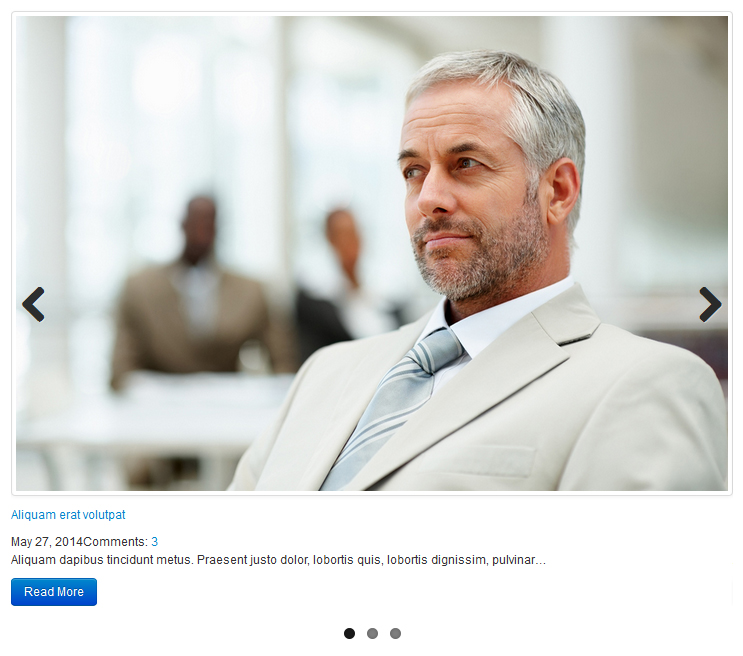 Aliquam erat volutpat
May 27, 2014Comments: 3
Aliquam dapibus tincidunt metus. Praesent justo dolor, lobortis quis, lobortis dignissim, pulvinar…
Read More